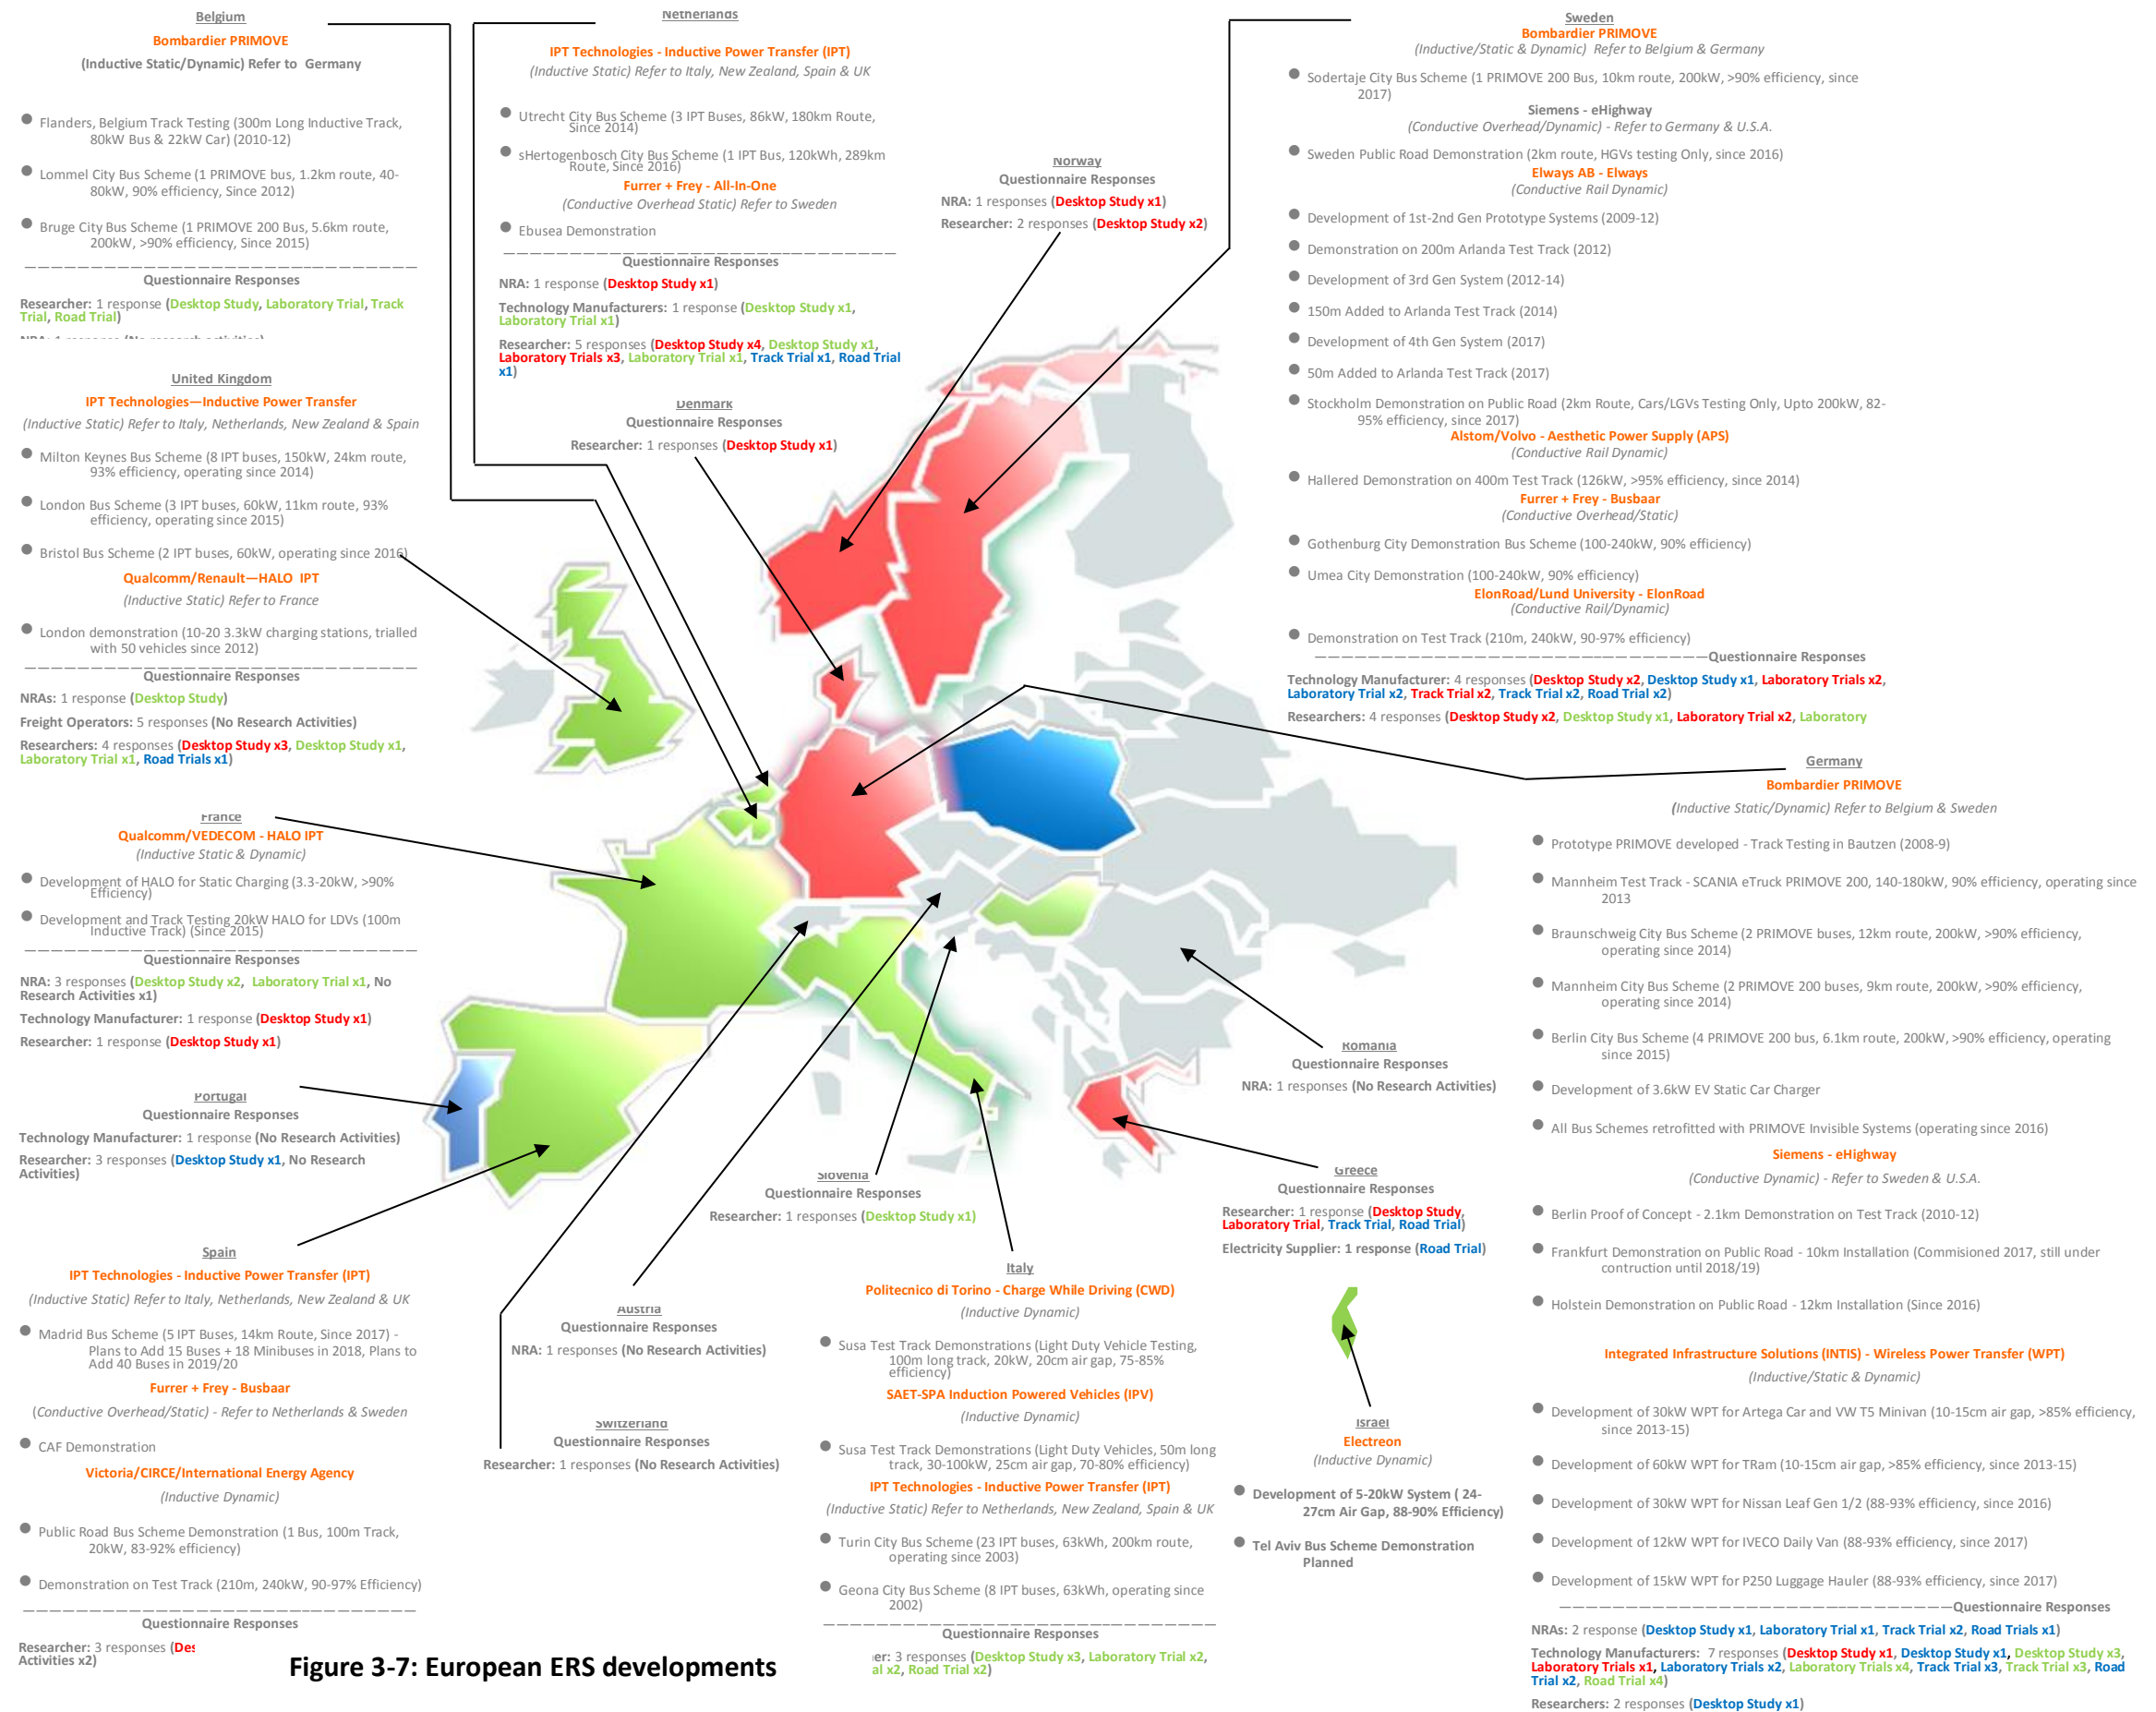 Belgium
Bombardier PRIMOVE
(Inductive Static/Dynamic) Refer to Germany
● Flanders, Belgium Track Testing (300m Long Inductive Track,
80kW Bus & 22kW Car) (2010-12)
● Lommel City Bus Scheme (1 PRIMOVE bus, 1.2km route, 40-
80kW, 90% efficiency, Since 2012)
● Bruge City Bus Scheme (1 PRIMOVE 200 Bus, 5.6km route,
200kW, >90% efficiency, Since 2015)
Questionnaire Responses
Researcher: 1 response (Desktop Study, Laboratory Trial, Track
Trial, Road Trial)
NRA: 1 response (No research activities)
United Kingdom
IPT Technologies—Inductive Power Transfer
(Inductive Static) Refer to Italy, Netherlands, New Zealand & Spain
● Milton Keynes Bus Scheme (8 IPT buses, 150kW, 24km route,
93% efficiency, operating since 2014)
● London Bus Scheme (3 IPT buses, 60kW, 11km route, 93%
efficiency, operating since 2015)
● Bristol Bus Scheme (2 IPT buses, 60kW, operating since 2016)
Qualcomm/Renault—HALO IPT
(Inductive Static) Refer to France
● London demonstration (10-20 3.3kW charging stations, trialled
with 50 vehicles since 2012)
Questionnaire Responses
NRAs: 1 response (Desktop Study)
Freight Operators: 5 responses (No Research Activities)
Researchers: 4 responses (Desktop Study x3, Desktop Study x1,
Laboratory Trial x1, Road Trials x1)
France
Qualcomm/VEDECOM - HALO IPT
(Inductive Static & Dynamic)
● Development of HALO for Static Charging (3.3-20kW, >90%
Efficiency)
● Development and Track Testing 20kW HALO for LDVs (100m
Inductive Track) (Since 2015)
Questionnaire Responses
NRA: 3 responses (Desktop Study x2, Laboratory Trial x1, No
Research Activities x1)
Technology Manufacturer: 1 response (Desktop Study x1)
Researcher: 1 response (Desktop Study x1)
Portugal
Questionnaire Responses
Technology Manufacturer: 1 response (No Research Activities)
Researcher: 3 responses (Desktop Study x1, No Research
Activities)
Spain
IPT Technologies - Inductive Power Transfer (IPT)
(Inductive Static) Refer to Italy, Netherlands, New Zealand & UK
● Madrid Bus Scheme (5 IPT Buses, 14km Route, Since 2017) -
Plans to Add 15 Buses + 18 Minibuses in 2018, Plans to
Add 40 Buses in 2019/20
Furrer + Frey - Busbaar
(Conductive Overhead/Static) - Refer to Netherlands & Sweden
● CAF Demonstration
Victoria/CIRCE/International Energy Agency
(Inductive Dynamic)
● Public Road Bus Scheme Demonstration (1 Bus, 100m Track,
20kW, 83-92% efficiency)
● Demonstration on Test Track (210m, 240kW, 90-97% Efficiency)
Questionnaire Responses
Researcher: 3 responses (Des
Activities x2)
Netherlands
IPT Technologies - Inductive Power Transfer (IPT)
(Inductive Static) Refer to Italy, New Zealand, Spain & UK
● Utrecht City Bus Scheme (3 IPT Buses, 86kW, 180km Route,
Since 2014)
● sHertogenbosch City Bus Scheme (1 IPT Bus, 120kWh, 289km
Route, Since 2016)
Furrer + Frey - All-In-One
(Conductive Overhead Static) Refer to Sweden
● Ebusea Demonstration
Questionnaire Responses
NRA: 1 response (Desktop Study x1)
Technology Manufacturers: 1 response (Desktop Study x1,
Laboratory Trial x1)
Researcher: 5 responses (Desktop Study x4, Desktop Study x1,
Laboratory Trials x3, Laboratory Trial x1, Track Trial x1, Road Trial
x1)
Denmark
Questionnaire Responses
Researcher: 1 responses (Desktop Study x1)
Norway
Questionnaire Responses
NRA: 1 responses (Desktop Study x1)
Researcher: 2 responses (Desktop Study x2)
Sweden
Bombardier PRIMOVE
(Inductive/Static & Dynamic) Refer to Belgium & Germany
● Sodertaje City Bus Scheme (1 PRIMOVE 200 Bus, 10km route, 200kW, >90% efficiency, since
2017)
Siemens - eHighway
(Conductive Overhead/Dynamic) - Refer to Germany & U.S.A.
● Sweden Public Road Demonstration (2km route, HGVs testing Only, since 2016)
Elways AB - Elways
(Conductive Rail Dynamic)
● Development of 1st-2nd Gen Prototype Systems (2009-12)
● Demonstration on 200m Arlanda Test Track (2012)
● Development of 3rd Gen System (2012-14)
● 150m Added to Arlanda Test Track (2014)
● Development of 4th Gen System (2017)
● 50m Added to Arlanda Test Track (2017)
● Stockholm Demonstration on Public Road (2km Route, Cars/LGVs Testing Only, Upto 200kW, 82-
95% efficiency, since 2017)
Alstom/Volvo - Aesthetic Power Supply (APS)
(Conductive Rail Dynamic)
● Hallered Demonstration on 400m Test Track (126kW, >95% efficiency, since 2014)
Furrer + Frey - Busbaar
(Conductive Overhead/Static)
● Gothenburg City Demonstration Bus Scheme (100-240kW, 90% efficiency)
● Umea City Demonstration (100-240kW, 90% efficiency)
ElonRoad/Lund University - ElonRoad
(Conductive Rail/Dynamic)
● Demonstration on Test Track (210m, 240kW, 90-97% efficiency)
Questionnaire Responses
Technology Manufacturer: 4 responses (Desktop Study x2, Desktop Study x1, Laboratory Trials x2,
Laboratory Trial x2, Track Trial x2, Track Trial x2, Road Trial x2)
Researchers: 4 responses (Desktop Study x2, Desktop Study x1, Laboratory Trial x2, Laboratory
Germany
Bombardier PRIMOVE
(Inductive Static/Dynamic) Refer to Belgium & Sweden
● Prototype PRIMOVE developed - Track Testing in Bautzen (2008-9)
● Mannheim Test Track - SCANIA eTruck PRIMOVE 200, 140-180kW, 90% efficiency, operating since
2013
● Braunschweig City Bus Scheme (2 PRIMOVE buses, 12km route, 200kW, >90% efficiency,
operating since 2014)
● Mannheim City Bus Scheme (2 PRIMOVE 200 buses, 9km route, 200kW, >90% efficiency,
operating since 2014)
● Berlin City Bus Scheme (4 PRIMOVE 200 bus, 6.1km route, 200kW, >90% efficiency, operating
since 2015)
● Development of 3.6kW EV Static Car Charger
● All Bus Schemes retrofitted with PRIMOVE Invisible Systems (operating since 2016)
Siemens - eHighway
(Conductive Dynamic) - Refer to Sweden & U.S.A.
● Berlin Proof of Concept - 2.1km Demonstration on Test Track (2010-12)
● Frankfurt Demonstration on Public Road - 10km Installation (Commisioned 2017, still under
contruction until 2018/19)
● Holstein Demonstration on Public Road - 12km Installation (Since 2016)
Integrated Infrastructure Solutions (INTIS) - Wireless Power Transfer (WPT)
(Inductive/Static & Dynamic)
● Development of 30kW WPT for Artega Car and VW T5 Minivan (10-15cm air gap, >85% efficiency,
since 2013-15)
● Development of 60kW WPT for TRam (10-15cm air gap, >85% efficiency, since 2013-15)
● Development of 30kW WPT for Nissan Leaf Gen 1/2 (88-93% efficiency, since 2016)
● Development of 12kW WPT for IVECO Daily Van (88-93% efficiency, since 2017)
● Development of 15kW WPT for P250 Luggage Hauler (88-93% efficiency, since 2017)
Questionnaire Responses
NRAs: 2 response (Desktop Study x1, Laboratory Trial x1, Track Trial x2, Road Trials x1)
Technology Manufacturers: 7 responses (Desktop Study x1, Desktop Study x1, Desktop Study x3,
Laboratory Trials x1, Laboratory Trials x2, Laboratory Trials x4, Track Trial x3, Track Trial x3, Road
Trial x2, Road Trial x4)
Researchers: 2 responses (Desktop Study x1)
Romania
Questionnaire Responses
NRA: 1 responses (No Research Activities)
Greece
Questionnaire Responses
Researcher: 1 response (Desktop Study,
Laboratory Trial, Track Trial, Road Trial)
Electricity Supplier: 1 response (Road Trial)
Slovenia
Questionnaire Responses
Researcher: 1 responses (Desktop Study x1)
Austria
Questionnaire Responses
NRA: 1 responses (No Research Activities)
Switzerland
Questionnaire Responses
Researcher: 1 responses (No Research Activities)
Italy
Politecnico di Torino - Charge While Driving (CWD)
(Inductive Dynamic)
● Susa Test Track Demonstrations (Light Duty Vehicle Testing,
100m long track, 20kW, 20cm air gap, 75-85%
efficiency)
SAET-SPA Induction Powered Vehicles (IPV)
(Inductive Dynamic)
● Susa Test Track Demonstrations (Light Duty Vehicles, 50m long
track, 30-100kW, 25cm air gap, 70-80% efficiency)
IPT Technologies - Inductive Power Transfer (IPT)
(Inductive Static) Refer to Netherlands, New Zealand, Spain & UK
● Turin City Bus Scheme (23 IPT buses, 63kWh, 200km route,
operating since 2003)
● Geona City Bus Scheme (8 IPT buses, 63kWh, operating since
2002)
Questionnaire Responses
er: 3 responses (Desktop Study x3, Laboratory Trial x2,
al x2, Road Trial x2)
Israel
Electreon
(Inductive Dynamic)
● Development of 5-20kW System ( 24-
27cm Air Gap, 88-90% Efficiency)
● Tel Aviv Bus Scheme Demonstration
Planned
Figure 3-7: European ERS developments